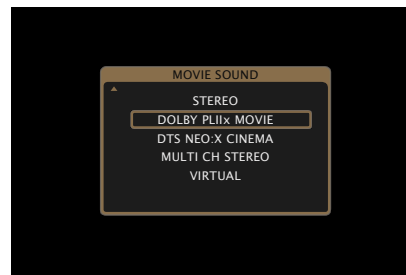 MOVIE SOUND
STEREO
DOLBY PLIIx MOVIE
DTS NEO:X CINEMA
MULTI CH STEREO
VIRTUAL